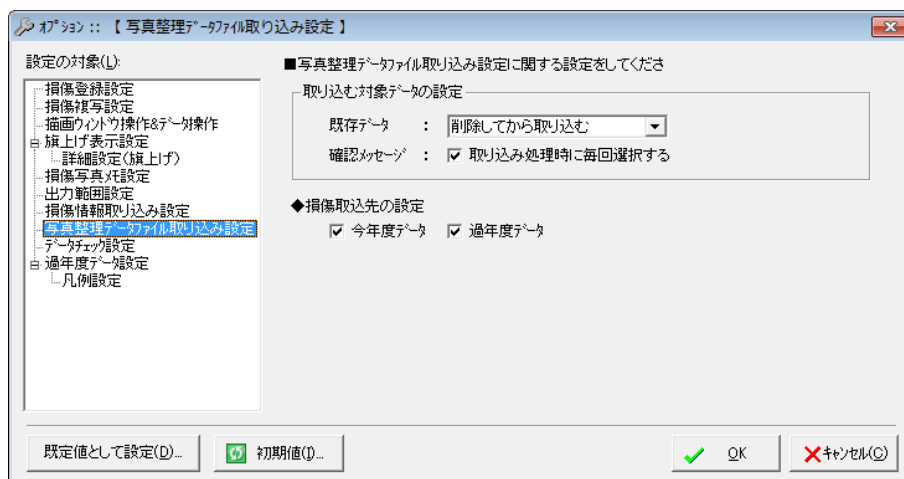 ｵﾌﾟｼｮﾝ :: 【 写真整理ﾃﾞｰﾀﾌｧｲﾙ取り込み設定 】
設定の対象(L):
損傷登録設定
損傷複写設定
描画ｳｨﾝﾄﾞｳ操作&ﾃﾞｰﾀ操作
旗上げ表示設定
詳細設定(旗上げ)
損傷写真ﾒﾓ設定
出力範囲設定
損傷情報取り込み設定
写真整理ﾃﾞｰﾀﾌｧｲﾙ取り込み設定
ﾃﾞｰﾀﾁｪｯｸ設定
過年度ﾃﾞｰﾀ設定
凡例設定
■写真整理ﾃﾞｰﾀﾌｧｲﾙ取り込み設定に関する設定をしてくださ
取り込む対象ﾃﾞｰﾀの設定
既存ﾃﾞｰﾀ : 削除してから取り込む
確認ﾒｯｾｰｼﾞ : 取り込み処理時に毎回選択する
◆損傷取込先の設定
今年度ﾃﾞｰﾀ 過年度ﾃﾞｰﾀ
既定値として設定(D)... 初期値(I)... OK ｷｬﾝｾﾙ(C)